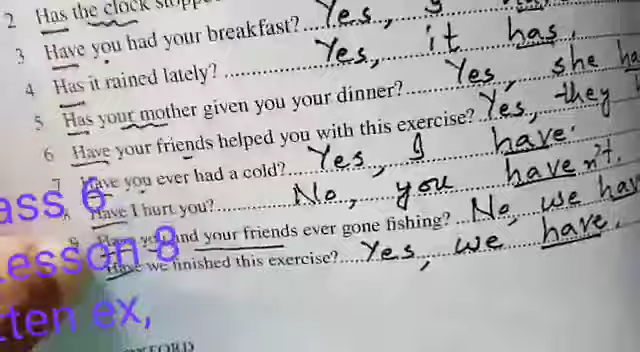 2 Has the clock stopp
3 Have you had your breakfast? Yes,
4 Has it rained lately? Yes, it has.
5 Has your mother given you your dinner? Yes, she ha
6 Have your friends helped you with this exercise? Yes, they
7 Have you ever had a cold? Yes, I have.
Have I hurt you? No, you haven't.
9 Have you and your friends ever gone fishing? No, we hav
Have we finished this exercise? Yes, we have.
ass 6
esson 8
ten ex,
OXFORD